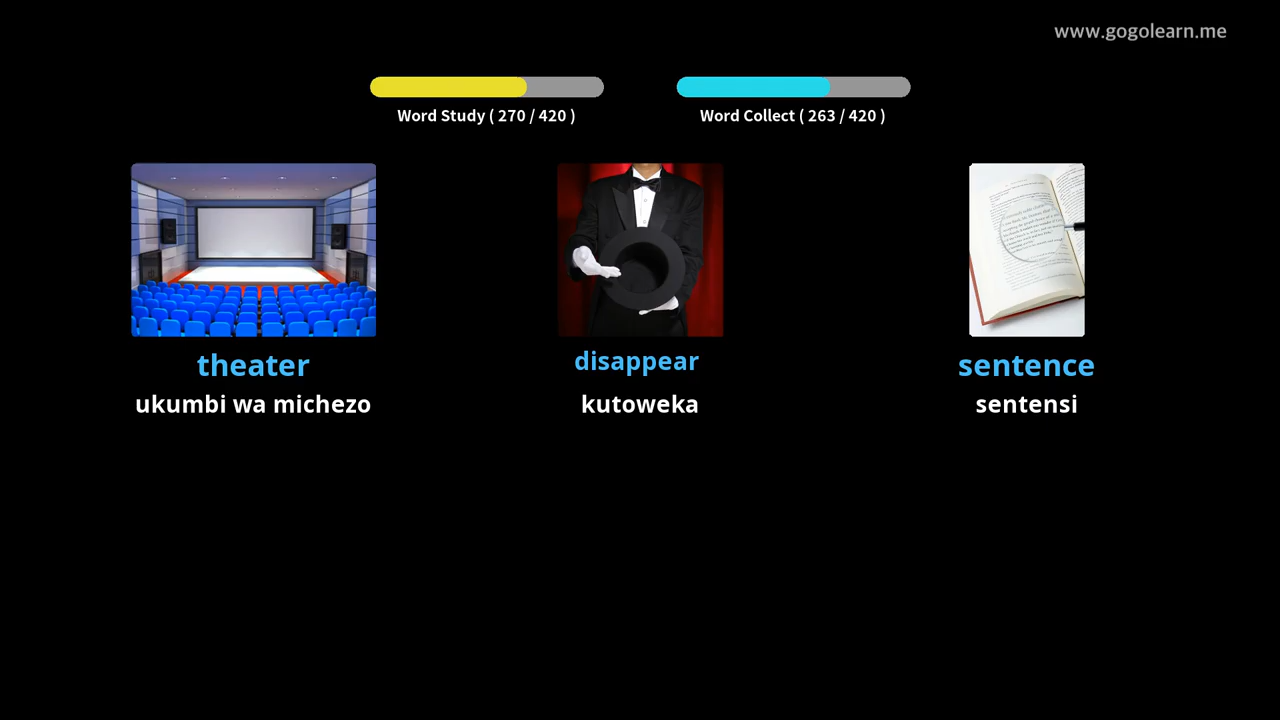 www.gogolearn.me
Word Study ( 270 / 420 )
Word Collect ( 263 / 420 )
theater
disappear
sentence
ukumbi wa michezo
kutoweka
sentensi